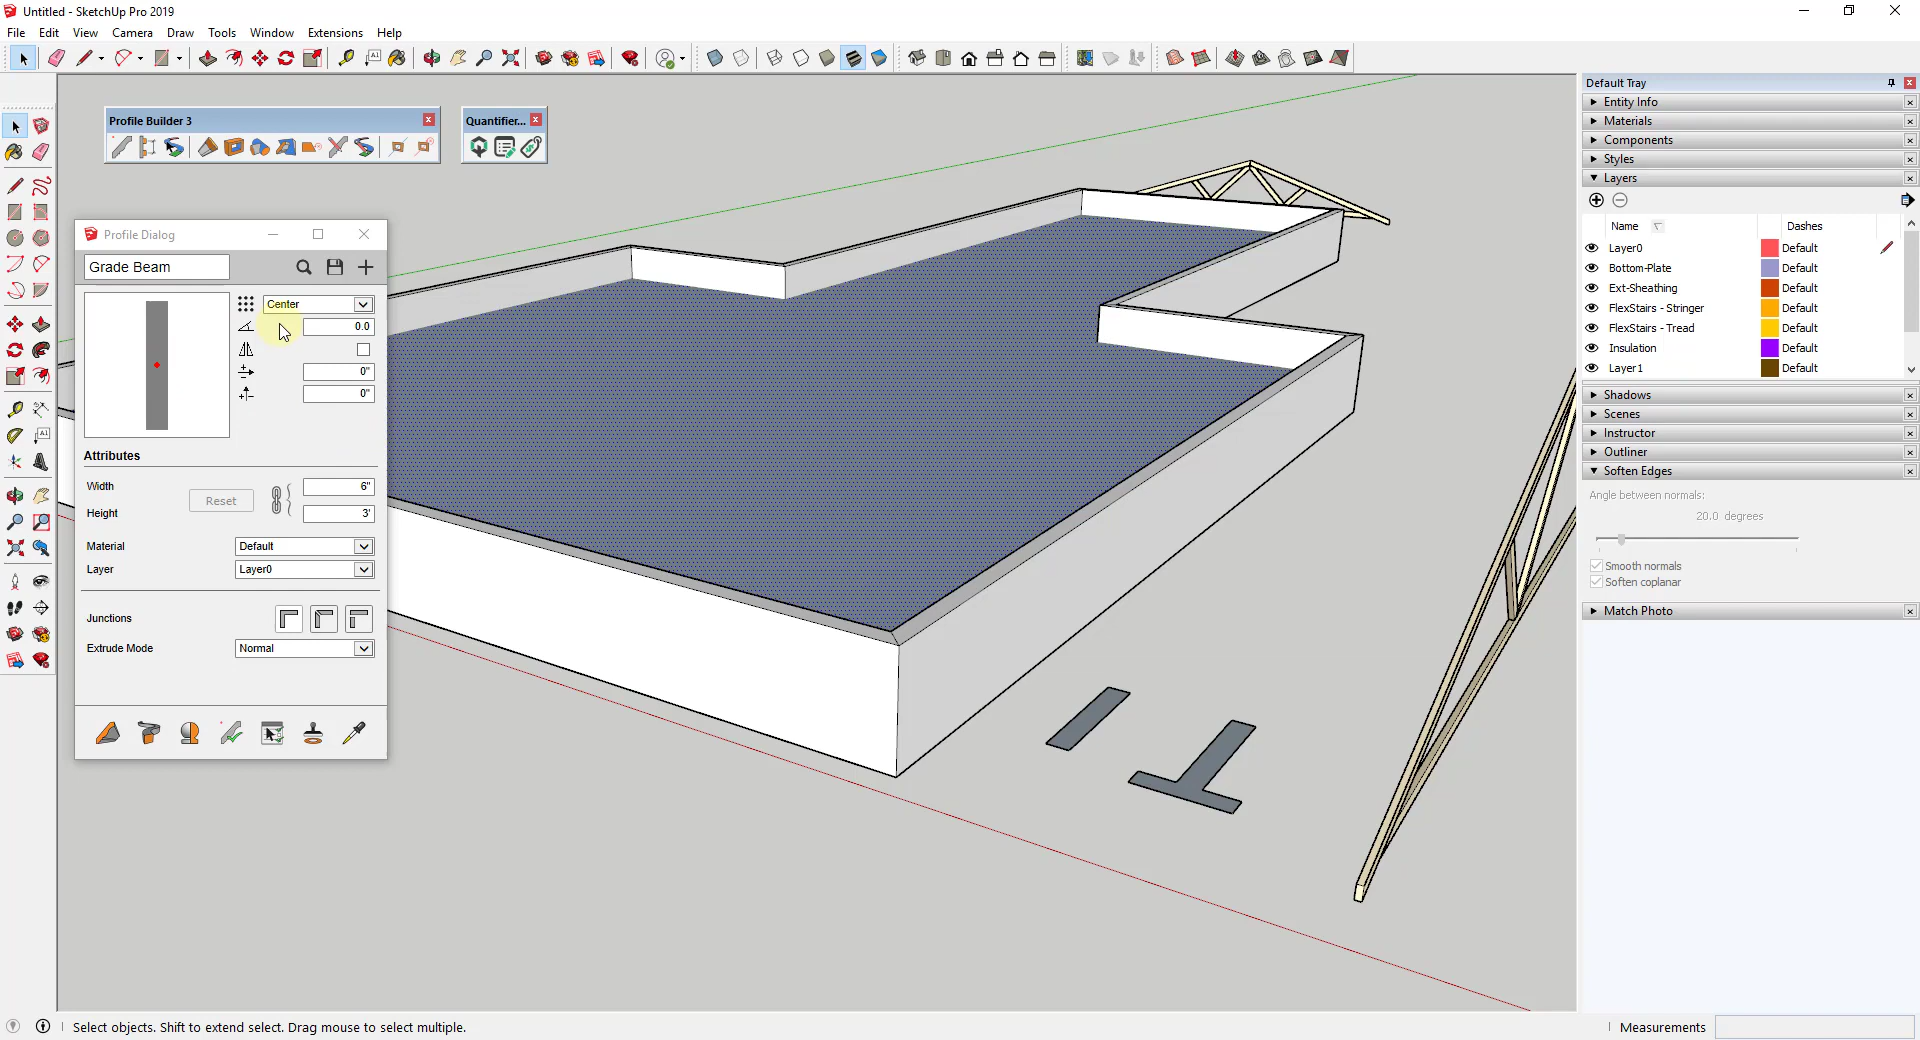 Untitled - SketchUp Pro 2019
File Edit View Camera Draw Tools Window Extensions Help
Default Tray
Entity Info
Materials
Components
Styles
Layers
Name Dashes
Layer0 Default
Bottom-Plate Default
Ext-Sheathing Default
FlexStairs - Stringer Default
FlexStairs - Tread Default
Insulation Default
Layer1 Default
Shadows
Scenes
Instructor
Outliner
Soften Edges
Angle between normals:
20.0 degrees
Smooth normals
Soften coplanar
Match Photo
Profile Builder 3
Quantifier...
Profile Dialog
Grade Beam
Center
0.0
0"
0"
Attributes
Width 6"
Reset
Height 3'
Material Default
Layer Layer0
Junctions
Extrude Mode Normal
Select objects. Shift to extend select. Drag mouse to select multiple.
Measurements